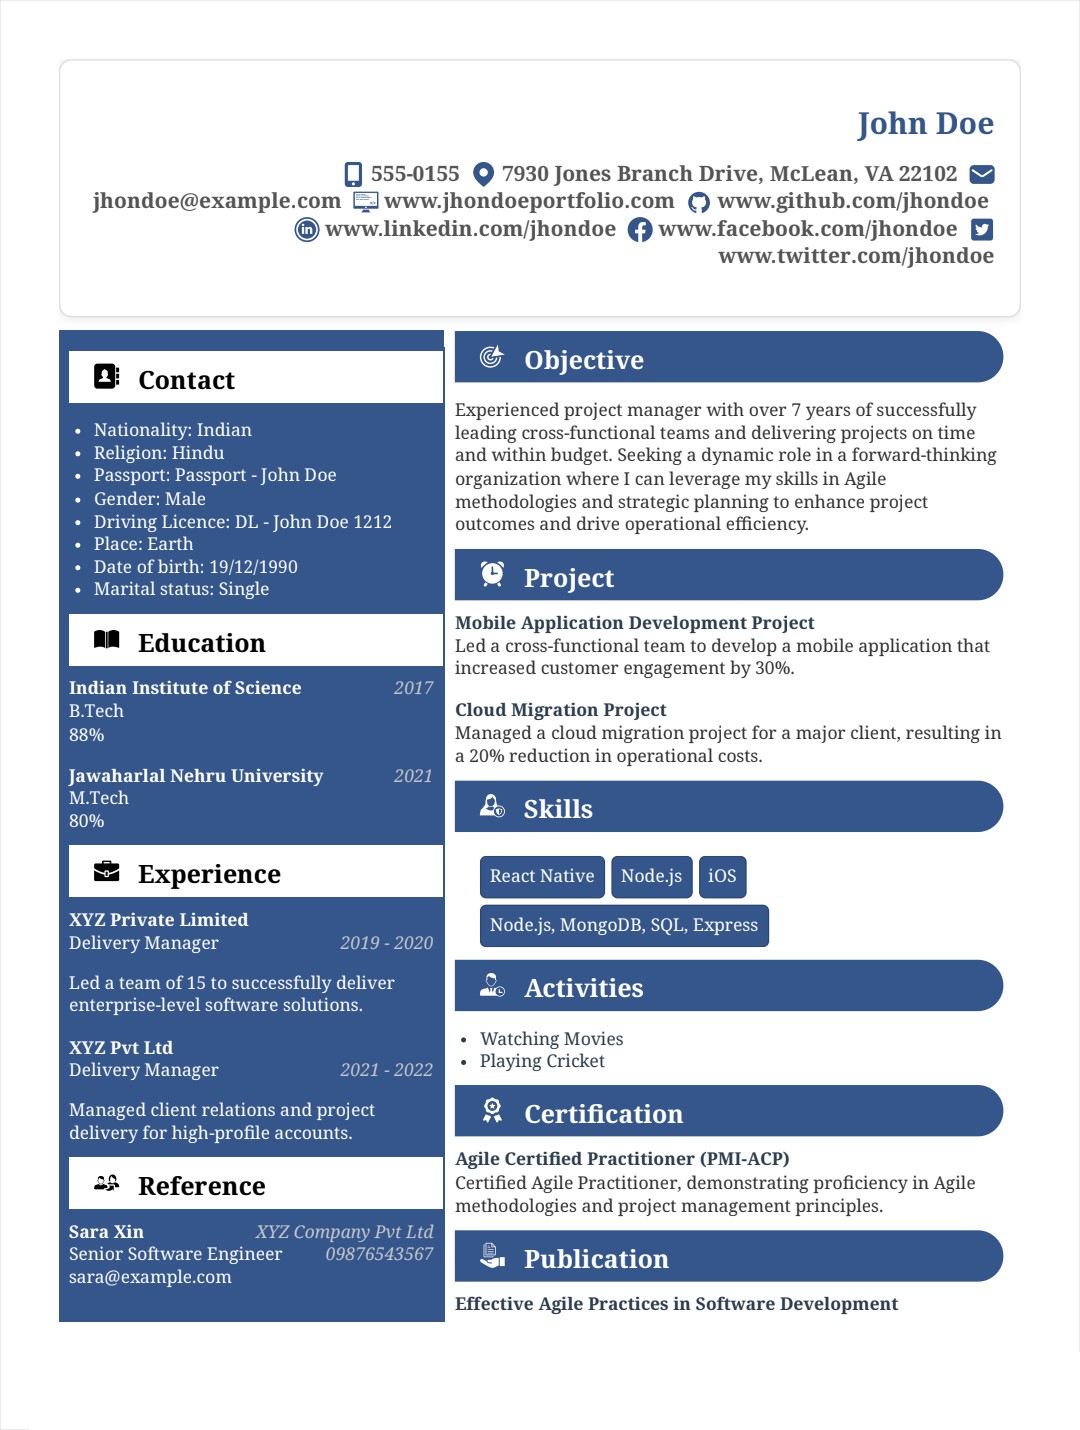 John Doe
555-0155 7930 Jones Branch Drive, McLean, VA 22102
jhondoe@example.com www.jhondoeportfolio.com www.github.com/jhondoe
www.linkedin.com/jhondoe www.facebook.com/jhondoe
www.twitter.com/jhondoe
Contact
• Nationality: Indian
• Religion: Hindu
• Passport: Passport - John Doe
• Gender: Male
• Driving Licence: DL - John Doe 1212
• Place: Earth
• Date of birth: 19/12/1990
• Marital status: Single
Education
Indian Institute of Science 2017
B.Tech
88%
Jawaharlal Nehru University 2021
M.Tech
80%
Experience
XYZ Private Limited
Delivery Manager 2019 - 2020
Led a team of 15 to successfully deliver
enterprise-level software solutions.
XYZ Pvt Ltd
Delivery Manager 2021 - 2022
Managed client relations and project
delivery for high-profile accounts.
Reference
Sara Xin XYZ Company Pvt Ltd
Senior Software Engineer 09876543567
sara@example.com
Objective
Experienced project manager with over 7 years of successfully
leading cross-functional teams and delivering projects on time
and within budget. Seeking a dynamic role in a forward-thinking
organization where I can leverage my skills in Agile
methodologies and strategic planning to enhance project
outcomes and drive operational efficiency.
Project
Mobile Application Development Project
Led a cross-functional team to develop a mobile application that
increased customer engagement by 30%.
Cloud Migration Project
Managed a cloud migration project for a major client, resulting in
a 20% reduction in operational costs.
Skills
React Native Node.js iOS
Node.js, MongoDB, SQL, Express
Activities
• Watching Movies
• Playing Cricket
Certification
Agile Certified Practitioner (PMI-ACP)
Certified Agile Practitioner, demonstrating proficiency in Agile
methodologies and project management principles.
Publication
Effective Agile Practices in Software Development